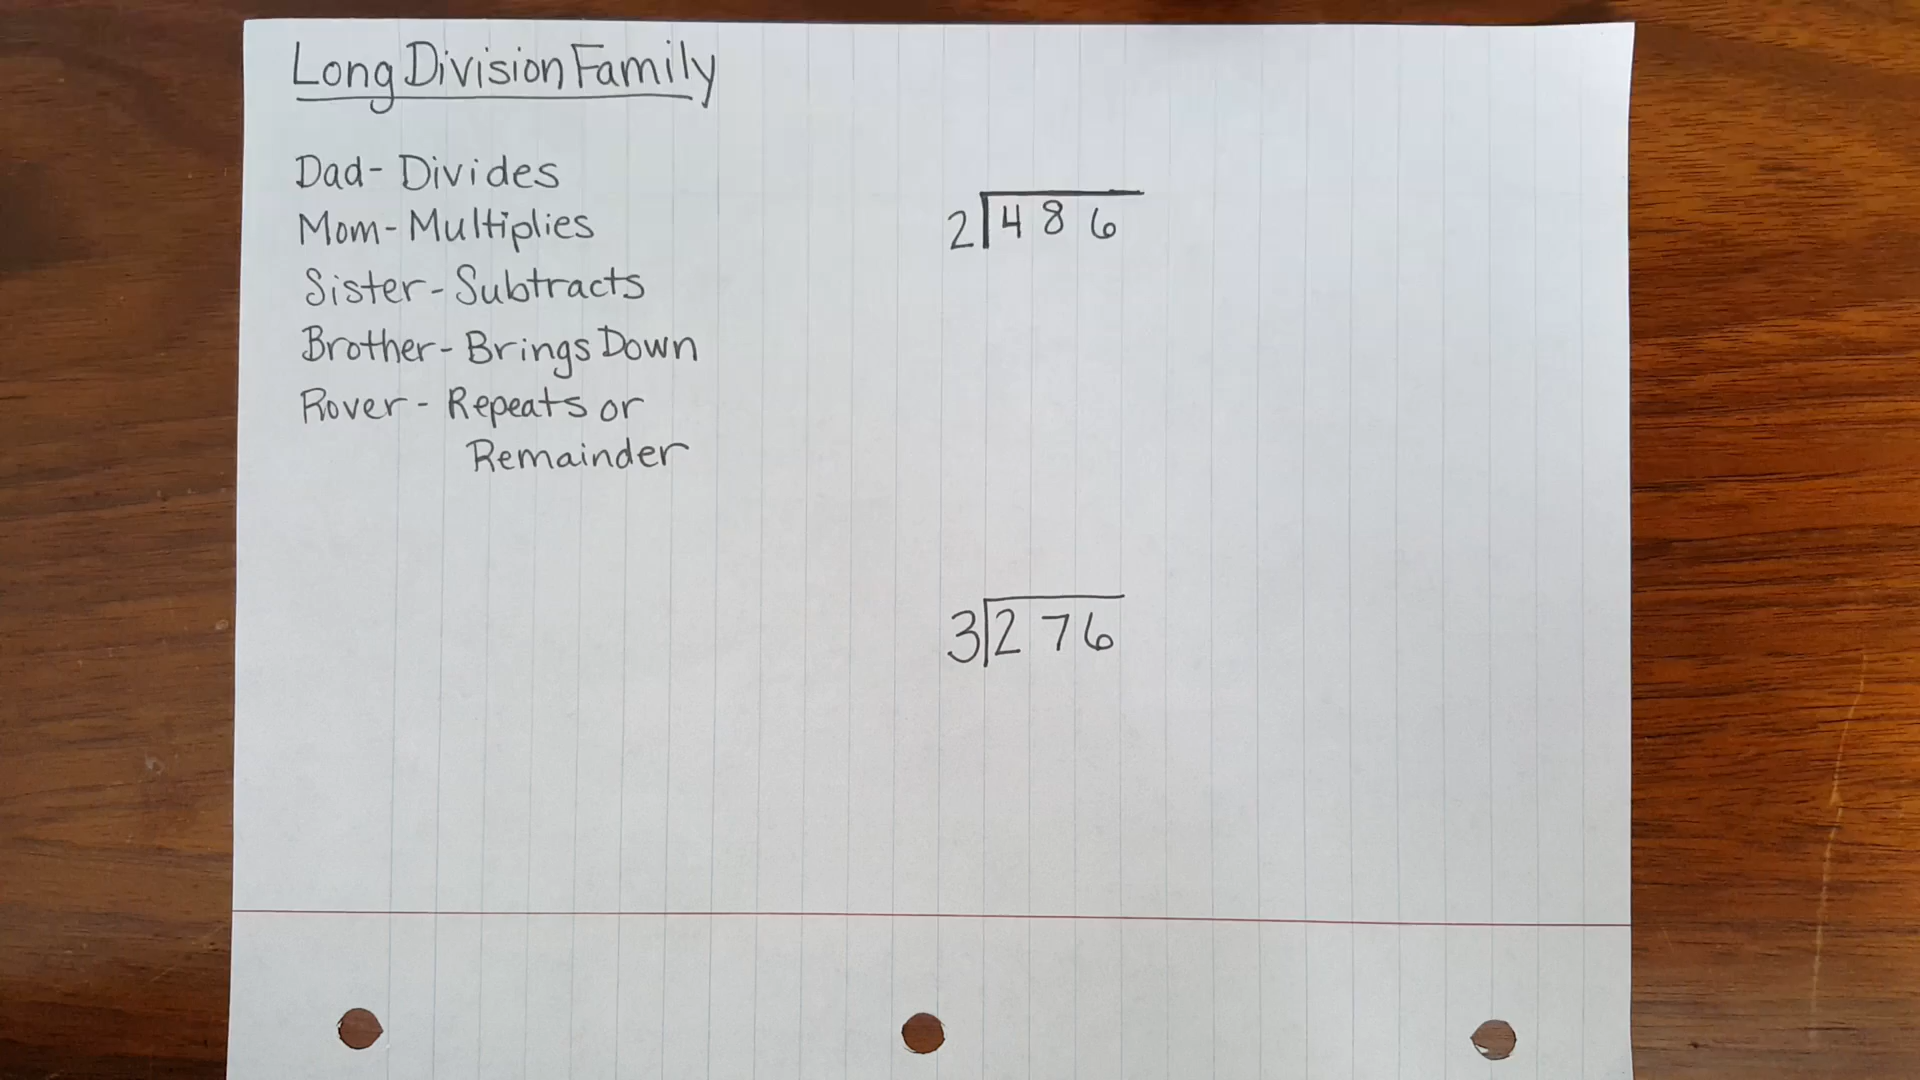 Long Division Family
Dad- Divides
Mom- Multiplies
Sister- Subtracts
Brother- Brings Down
Rover - Repeats or
Remainder
2 486
3 276